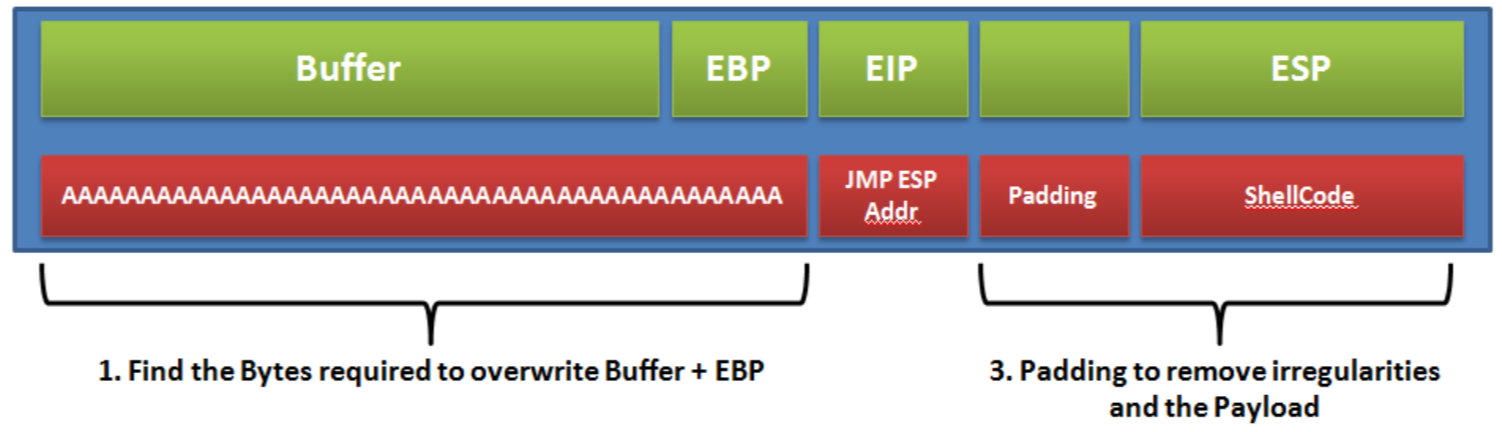 Buffer EBP EIP ESP
AAAAAAAAAAAAAAAAAAAAAAAAAAAAAAAAAAAAAAAAAAAAAA JMP ESP Addr Padding ShellCode
1. Find the Bytes required to overwrite Buffer + EBP
3. Padding to remove irregularities
and the Payload